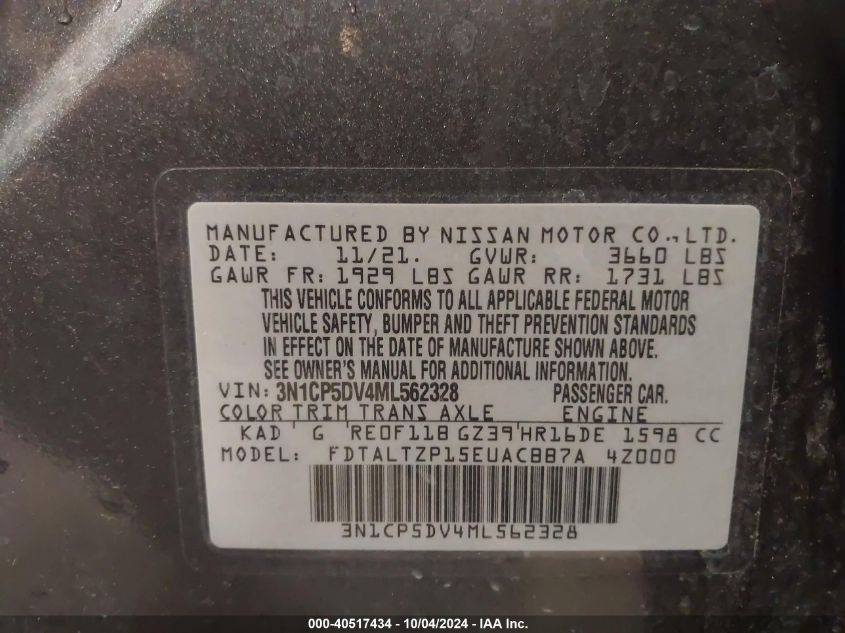 MANUFACTURED BY NISSAN MOTOR CO., LTD.
DATE: 11/21. GVWR: 3660 LBS
GAWR FR: 1929 LBS GAWR RR: 1731 LBS
THIS VEHICLE CONFORMS TO ALL APPLICABLE FEDERAL MOTOR
VEHICLE SAFETY, BUMPER AND THEFT PREVENTION STANDARDS
IN EFFECT ON THE DATE OF MANUFACTURE SHOWN ABOVE.
SEE OWNER'S MANUAL FOR ADDITIONAL INFORMATION.
VIN: 3N1CP5DV4ML562328 PASSENGER CAR.
COLOR TRIM TRANS AXLE ENGINE
KAD G RE0F11B GZ39 HR16DE 1598 CC
MODEL: FDTALTZP15EUACBB7A 4Z000
3N1CP5DV4ML562328
000-40517434 - 10/04/2024 - IAA Inc.